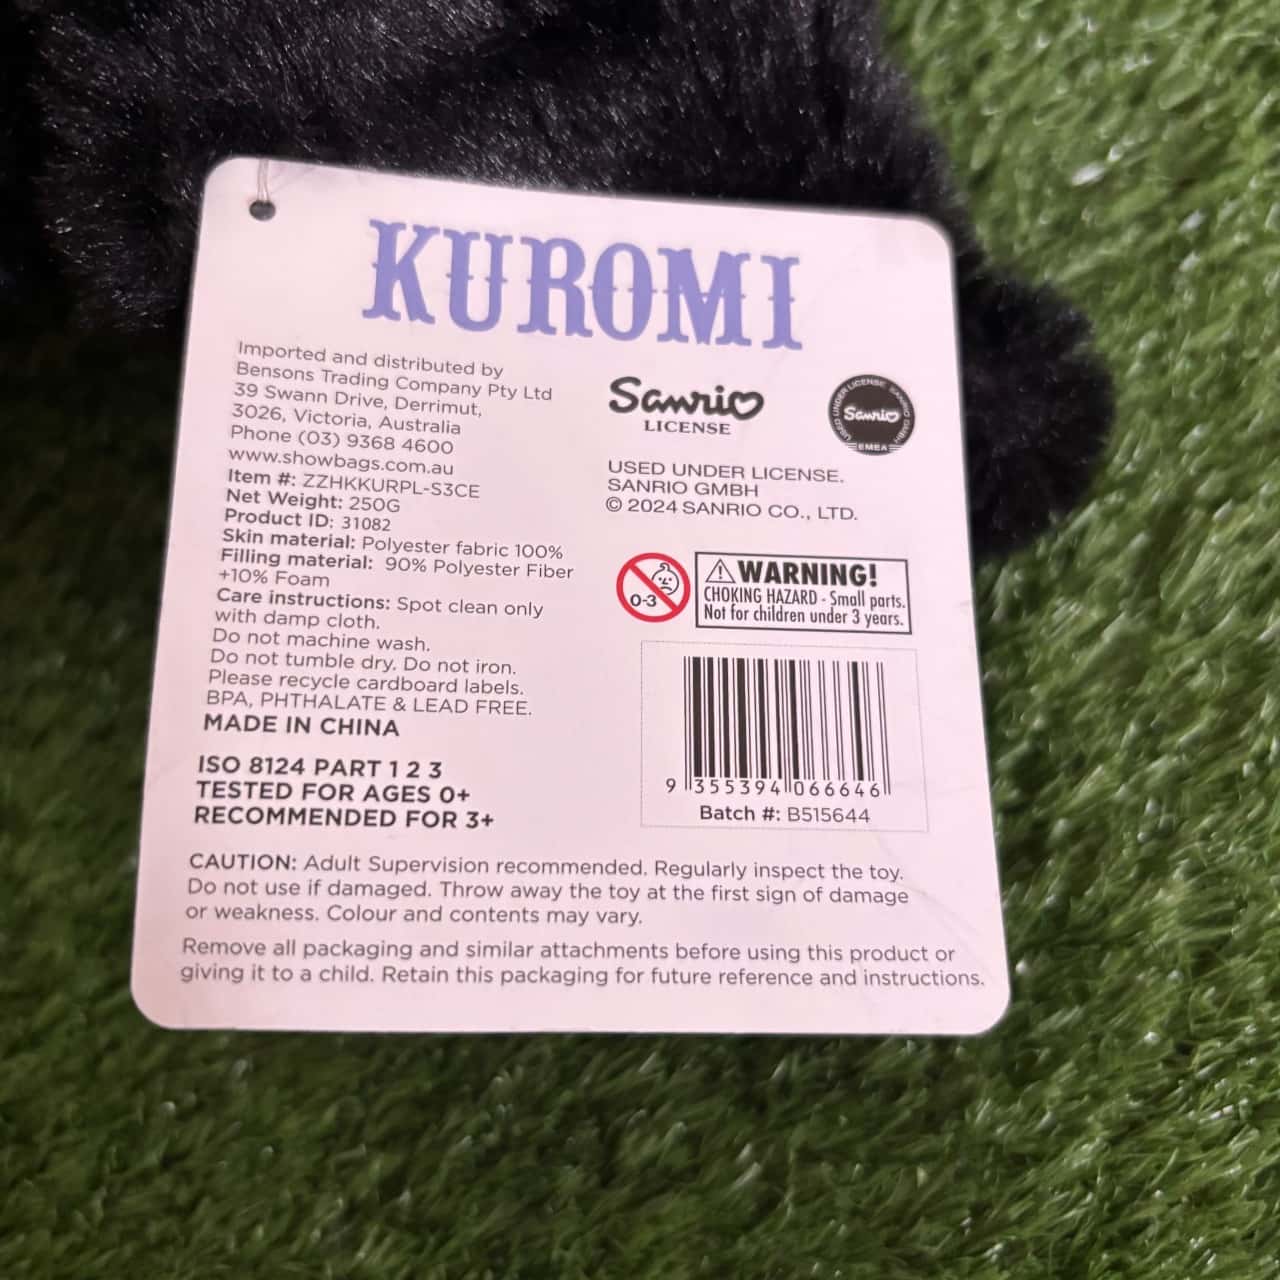 KUROMI
Imported and distributed by
Bensons Trading Company Pty Ltd
39 Swann Drive, Derrimut,
3026, Victoria, Australia
Phone (03) 9368 4600
www.showbags.com.au
Item #: ZZHKKURPL-S3CE
Net Weight: 250G
Product ID: 31082
Skin material: Polyester fabric 100%
Filling material: 90% Polyester Fiber
+10% Foam
Care instructions: Spot clean only
with damp cloth.
Do not machine wash.
Do not tumble dry. Do not iron.
Please recycle cardboard labels.
BPA, PHTHALATE & LEAD FREE.
MADE IN CHINA
ISO 8124 PART 1 2 3
TESTED FOR AGES 0+
RECOMMENDED FOR 3+
Sanrio
LICENSE
USED UNDER LICENSE. SANRIO GMBH
Sanrio
EMEA
USED UNDER LICENSE.
SANRIO GMBH
© 2024 SANRIO CO., LTD.
0-3
WARNING!
CHOKING HAZARD - Small parts.
Not for children under 3 years.
9 355394 066646
Batch #: B515644
CAUTION: Adult Supervision recommended. Regularly inspect the toy.
Do not use if damaged. Throw away the toy at the first sign of damage
or weakness. Colour and contents may vary.
Remove all packaging and similar attachments before using this product or
giving it to a child. Retain this packaging for future reference and instructions.